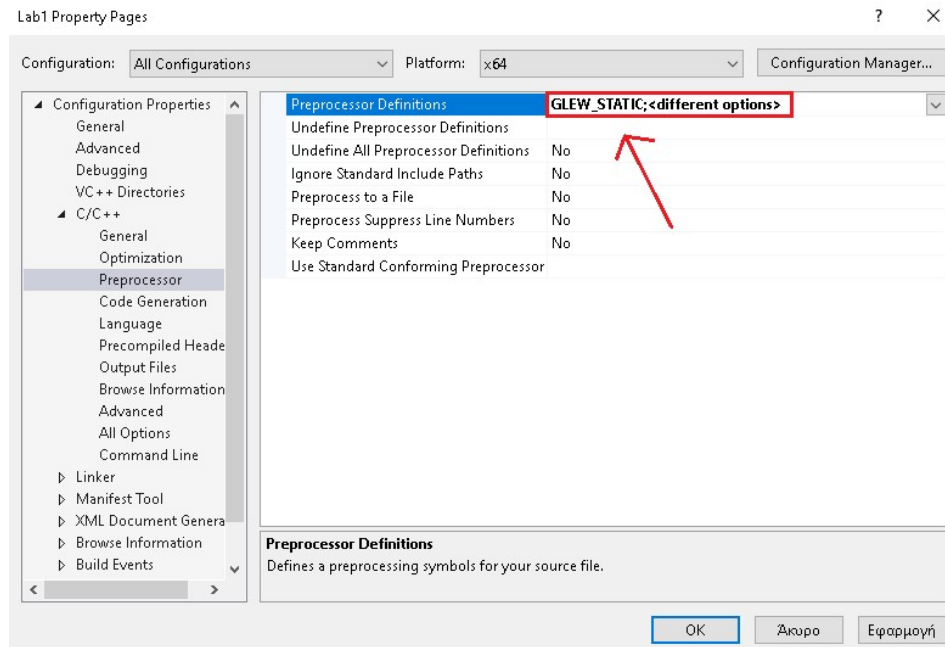 Lab1 Property Pages ? ×
Configuration: All Configurations Platform: x64 Configuration Manager...
Configuration Properties
General
Advanced
Debugging
VC++ Directories
C/C++
General
Optimization
Preprocessor
Code Generation
Language
Precompiled Heade
Output Files
Browse Information
Advanced
All Options
Command Line
Linker
Manifest Tool
XML Document Genera
Browse Information
Build Events
Preprocessor Definitions GLEW_STATIC;<different options>
Undefine Preprocessor Definitions
Undefine All Preprocessor Definitions No
Ignore Standard Include Paths No
Preprocess to a File No
Preprocess Suppress Line Numbers No
Keep Comments No
Use Standard Conforming Preprocessor
Preprocessor Definitions
Defines a preprocessing symbols for your source file.
OK Άκυρο Εφαρμογή